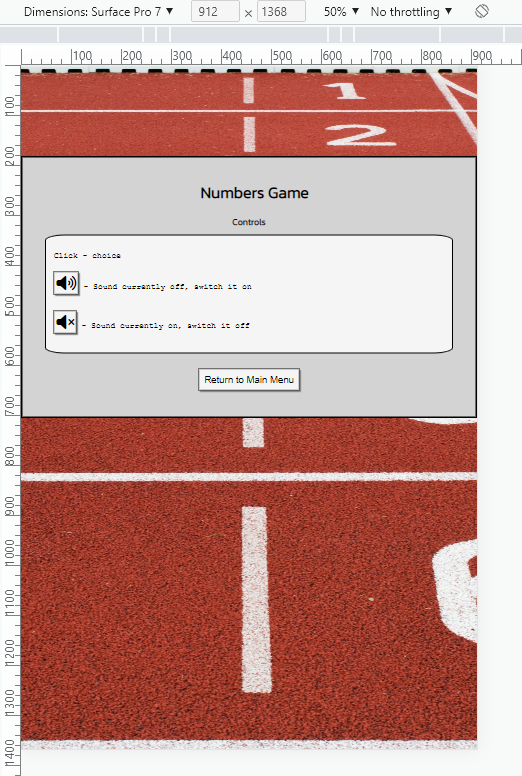 Dimensions: Surface Pro 7 ▼ 912 × 1368 50% ▼ No throttling ▼
100 200 300 400 500 600 700 800 900
100
1
2
200
Numbers Game
300
Controls
Click - choice
400
- Sound currently off, switch it on
500
- Sound currently on, switch it off
600
Return to Main Menu
700
800
900
1000
1100
1200
1300
1400